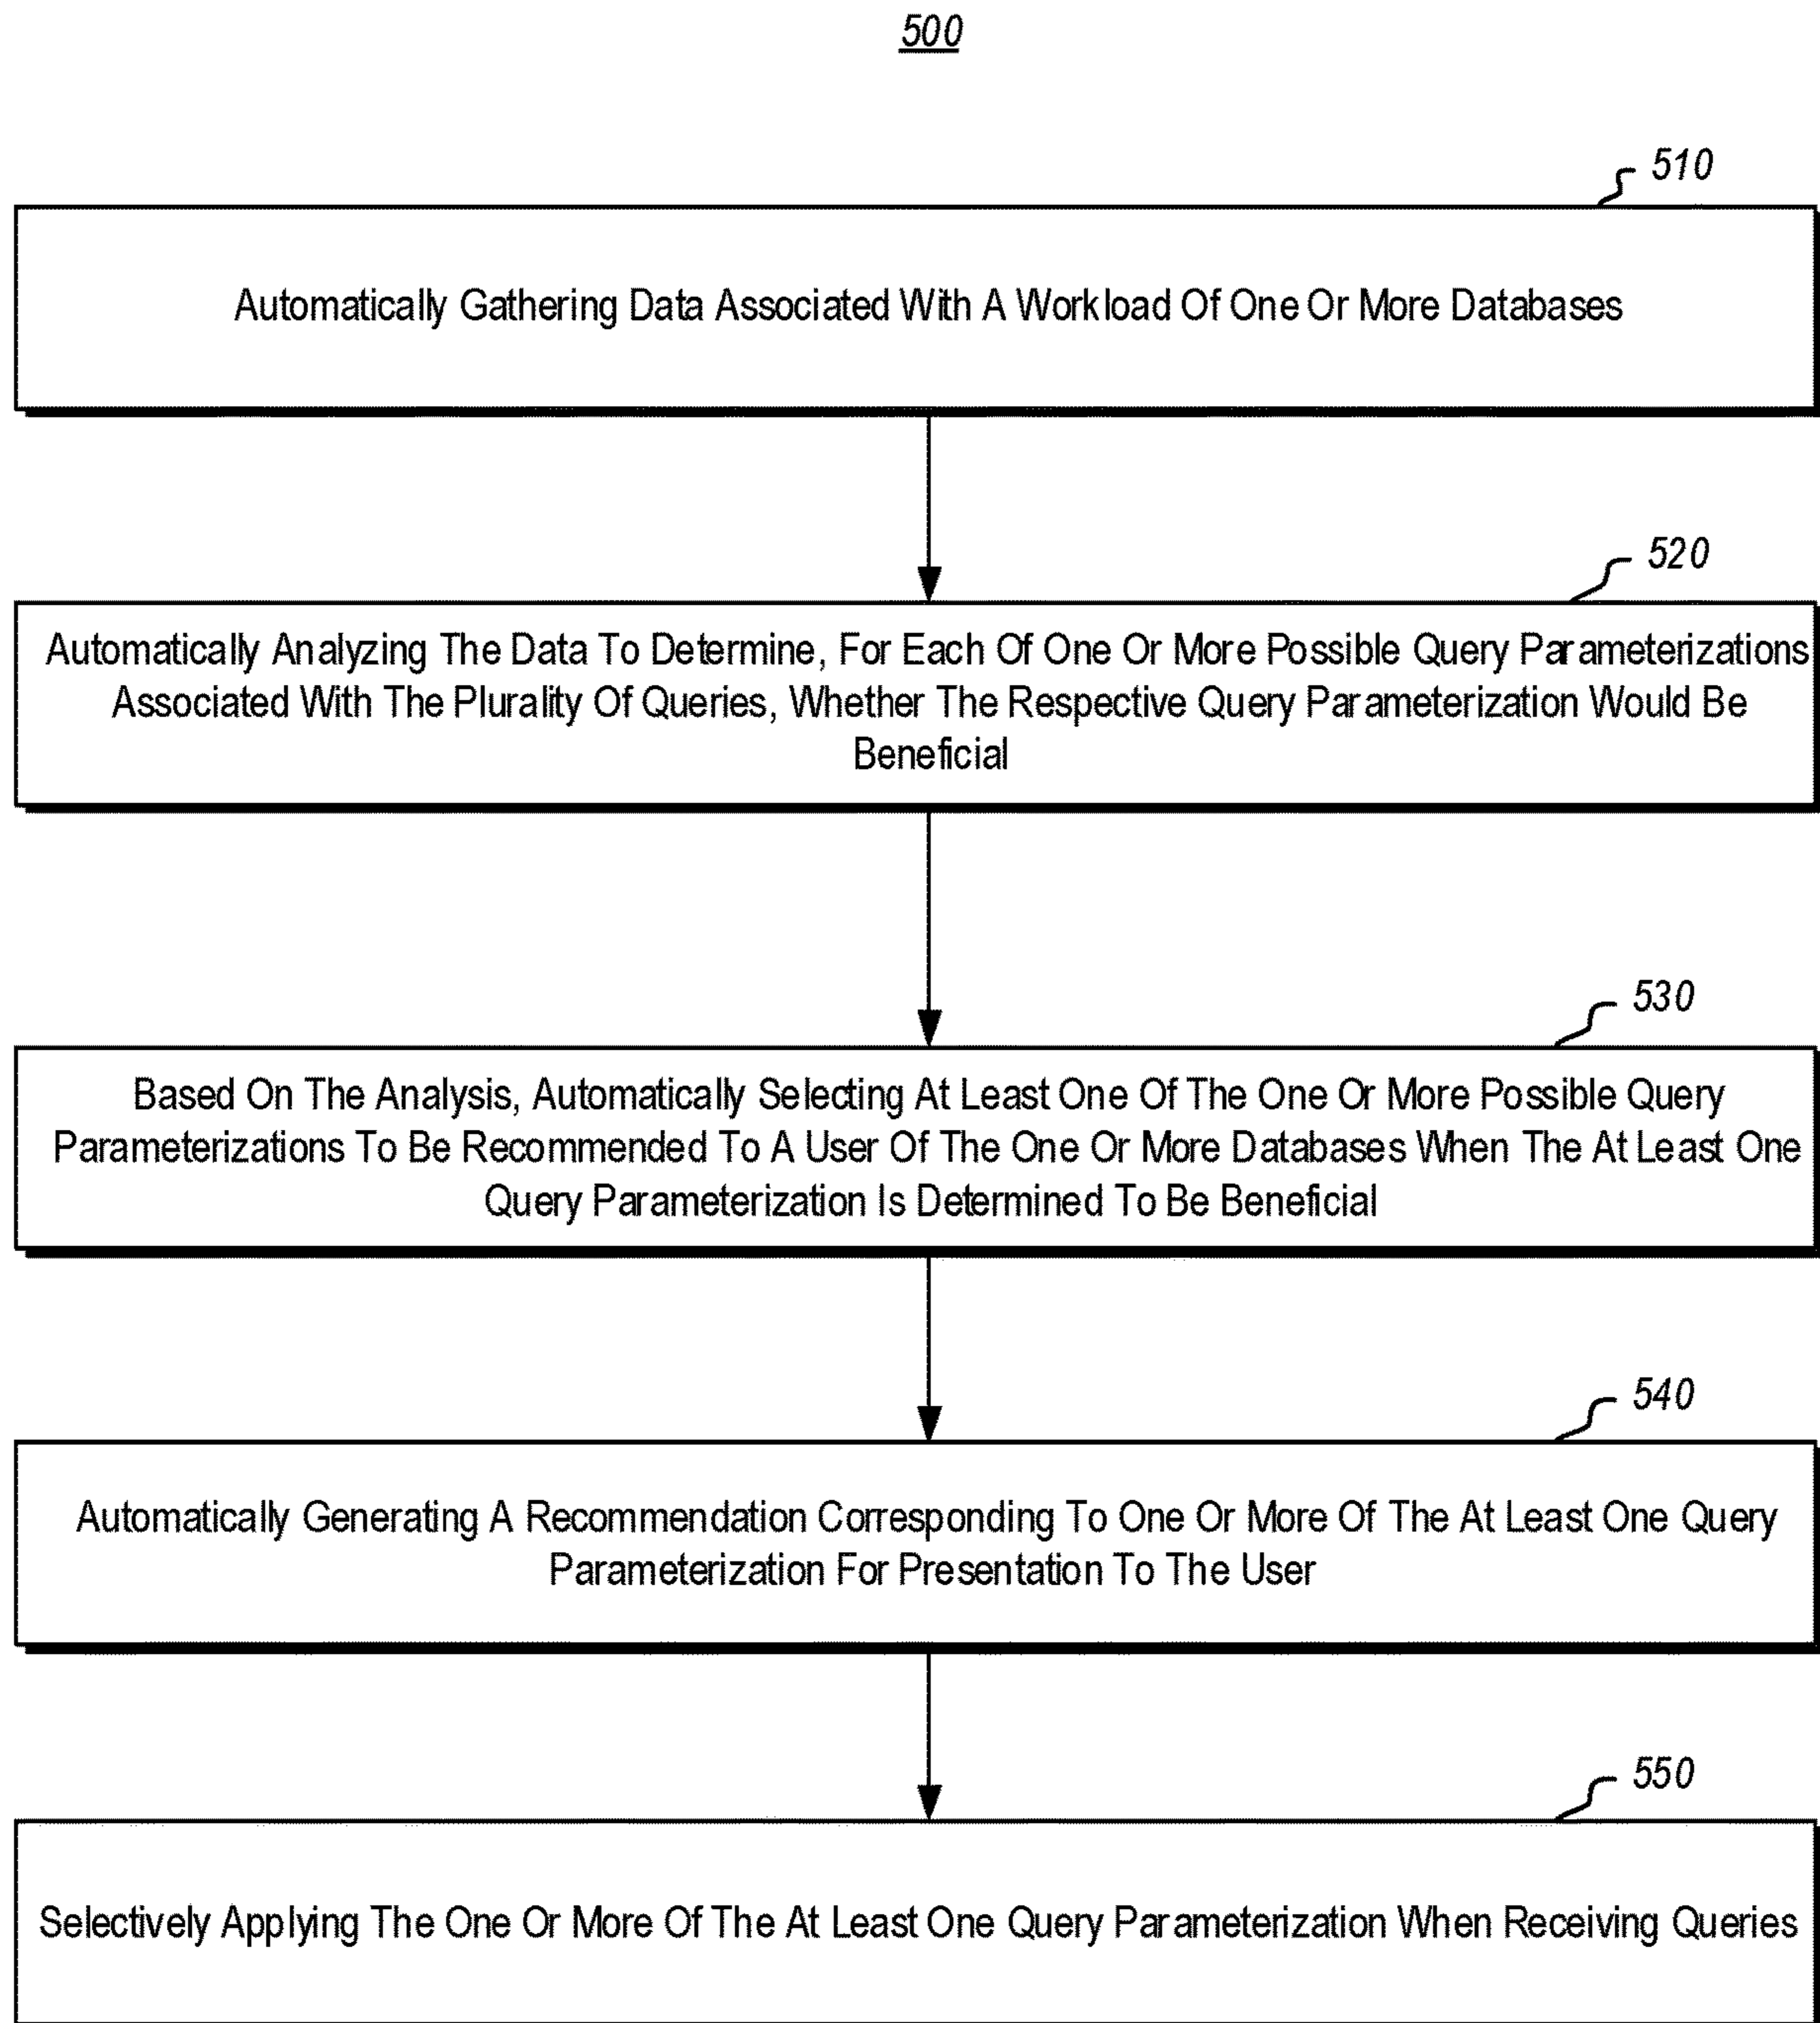 500
510
Automatically Gathering Data Associated With A Workload Of One Or More Databases
520
Automatically Analyzing The Data To Determine, For Each Of One Or More Possible Query Parameterizations
Associated With The Plurality Of Queries, Whether The Respective Query Parameterization Would Be
Beneficial
530
Based On The Analysis, Automatically Selecting At Least One Of The One Or More Possible Query
Parameterizations To Be Recommended To A User Of The One Or More Databases When The At Least One
Query Parameterization Is Determined To Be Beneficial
540
Automatically Generating A Recommendation Corresponding To One Or More Of The At Least One Query
Parameterization For Presentation To The User
550
Selectively Applying The One Or More Of The At Least One Query Parameterization When Receiving Queries